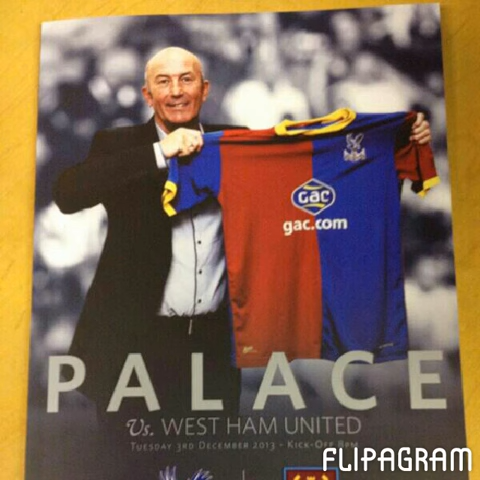 GAC
gac.com
PALACE
Vs. WEST HAM UNITED
TUESDAY 3RD DECEMBER 2013 - KICK-OFF 8PM
FLIPAGRAM